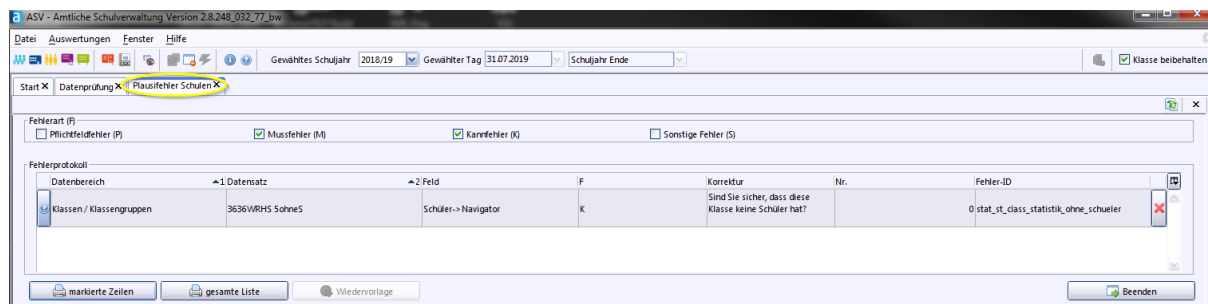 ASV - Amtliche Schulverwaltung Version 2.8.248_032_77_bw
Datei Auswertungen Fenster Hilfe
Gewähltes Schuljahr 2018/19 Gewählter Tag 31.07.2019 Schuljahr Ende Klasse beibehalten
Start X Datenprüfung X Plausifehler Schulen X
Fehlerart (F)
Pflichtfeldfehler (P) Mussfehler (M) Kannfehler (K) Sonstige Fehler (S)
Fehlerprotokoll
Datenbereich 1 Datensatz 2 Feld F Korrektur Nr. Fehler-ID
Klassen / Klassengruppen 3636WRHS 5ohneS Schüler-> Navigator K Sind Sie sicher, dass diese 0 stat_st_class_statistik_ohne_schueler
Klasse keine Schüler hat?
markierte Zeilen gesamte Liste Wiedervorlage Beenden